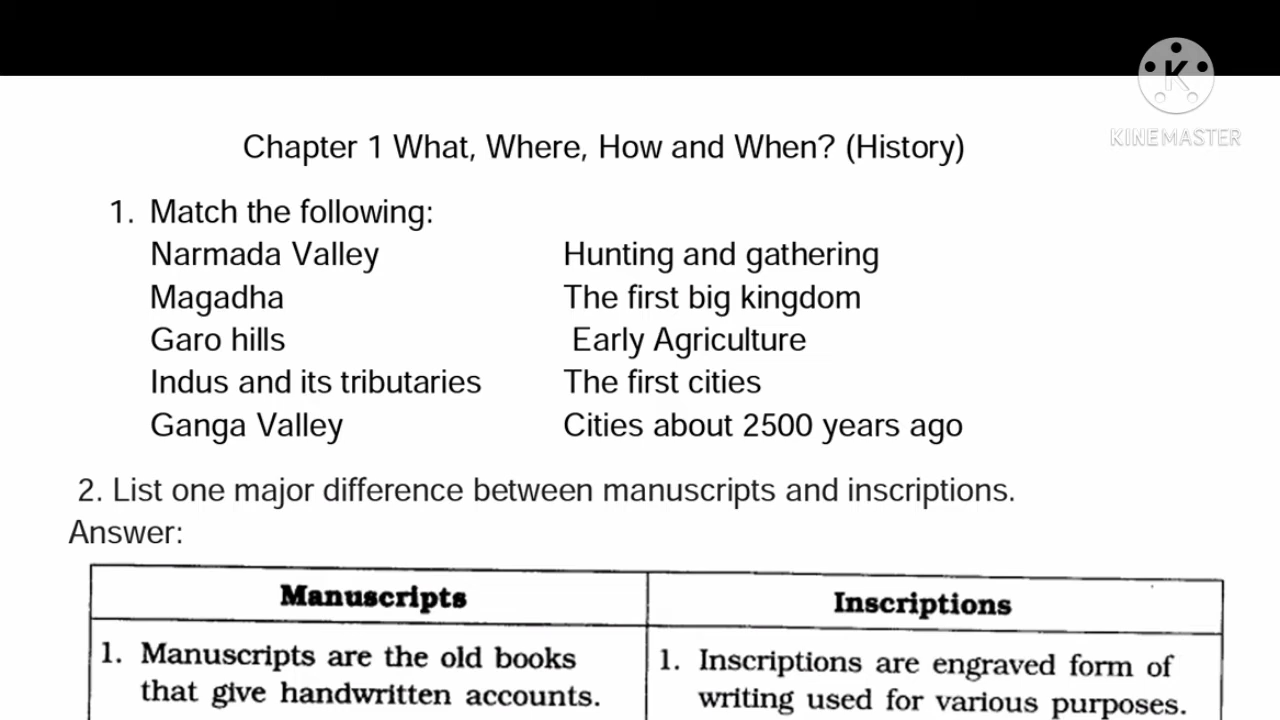 K
KINEMASTER
Chapter 1 What, Where, How and When? (History)
1. Match the following:
Narmada Valley Hunting and gathering
Magadha The first big kingdom
Garo hills Early Agriculture
Indus and its tributaries The first cities
Ganga Valley Cities about 2500 years ago
2. List one major difference between manuscripts and inscriptions.
Answer:
Manuscripts Inscriptions
1. Manuscripts are the old books 1. Inscriptions are engraved form of
that give handwritten accounts. writing used for various purposes.